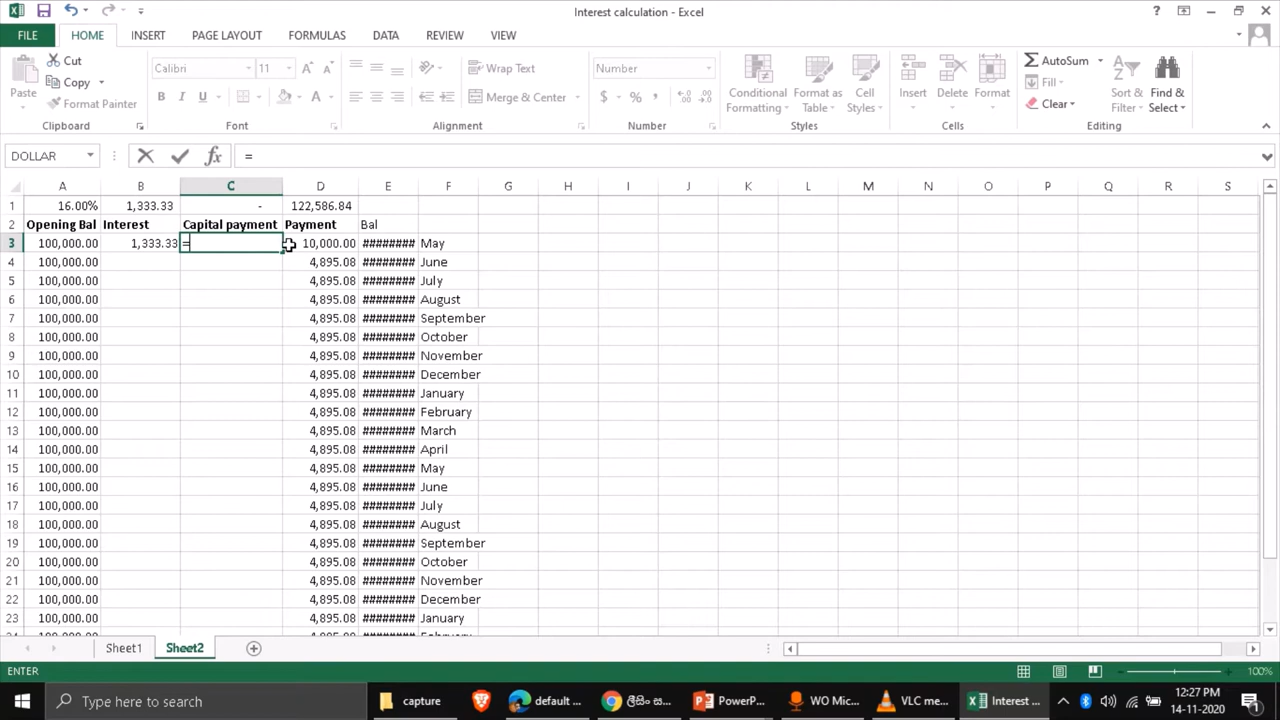 Interest calculation - Excel
FILE HOME INSERT PAGE LAYOUT FORMULAS DATA REVIEW VIEW
Cut
Copy
Format Painter
Paste
Clipboard
Calibri 11
B I U A
Font
Wrap Text
Merge & Center
Alignment
Number
$ % ,
Number
Conditional Formatting
Format as Table
Cell Styles
Styles
Insert Delete Format
Cells
AutoSum
Fill
Clear
Sort & Filter
Find & Select
Editing
DOLLAR fx =
A B C D E F G H I J K L M N O P Q R S
1 16.00% 1,333.33 - 122,586.84
2 Opening Bal Interest Capital payment Payment Bal
3 100,000.00 1,333.33 = 10,000.00 ######## May
4 100,000.00 4,895.08 ######## June
5 100,000.00 4,895.08 ######## July
6 100,000.00 4,895.08 ######## August
7 100,000.00 4,895.08 ######## September
8 100,000.00 4,895.08 ######## October
9 100,000.00 4,895.08 ######## November
10 100,000.00 4,895.08 ######## December
11 100,000.00 4,895.08 ######## January
12 100,000.00 4,895.08 ######## February
13 100,000.00 4,895.08 ######## March
14 100,000.00 4,895.08 ######## April
15 100,000.00 4,895.08 ######## May
16 100,000.00 4,895.08 ######## June
17 100,000.00 4,895.08 ######## July
18 100,000.00 4,895.08 ######## August
19 100,000.00 4,895.08 ######## September
20 100,000.00 4,895.08 ######## October
21 100,000.00 4,895.08 ######## November
22 100,000.00 4,895.08 ######## December
23 100,000.00 4,895.08 ######## January
Sheet1 Sheet2
ENTER 100%
Type here to search
capture
default ...
PowerP...
WO Mic...
VLC me...
Interest ...
12:27 PM
14-11-2020